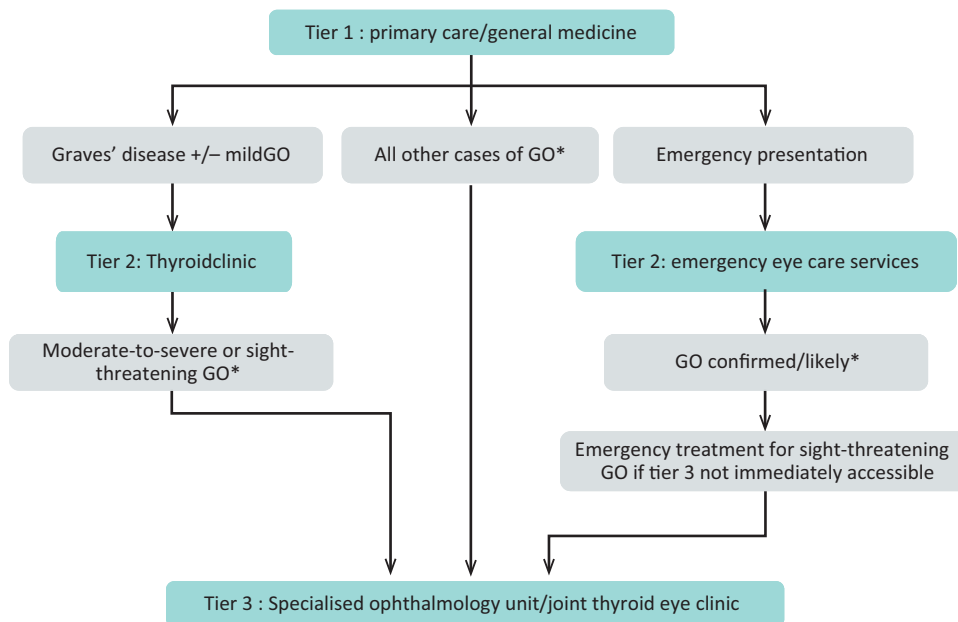 Tier 1 : primary care/general medicine
Graves’ disease +/– mildGO
All other cases of GO*
Emergency presentation
Tier 2: Thyroidclinic
Tier 2: emergency eye care services
Moderate-to-severe or sight-
threatening GO*
GO confirmed/likely*
Emergency treatment for sight-threatening
GO if tier 3 not immediately accessible
Tier 3 : Specialised ophthalmology unit/joint thyroid eye clinic